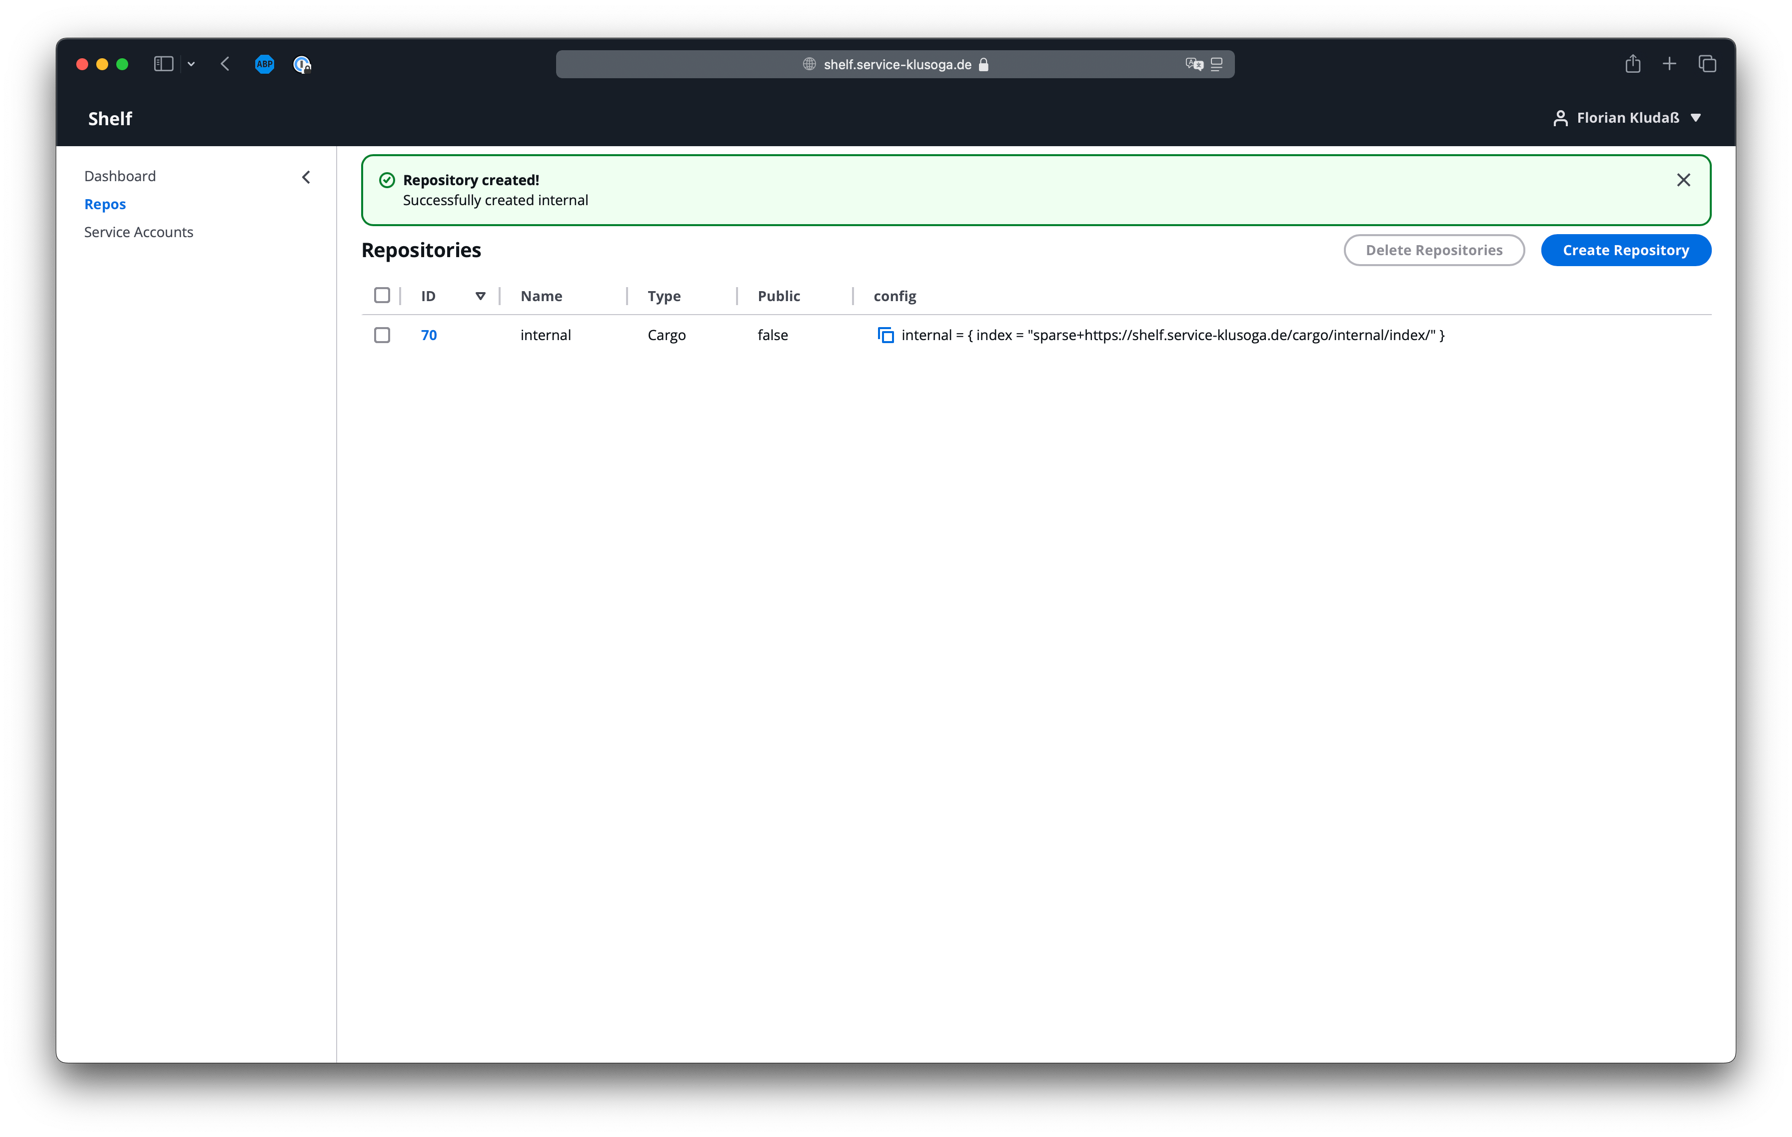 ABP
shelf.service-klusoga.de
Shelf
Florian Kludaß
Dashboard
Repos
Service Accounts
Repository created!
Successfully created internal
Repositories
Delete Repositories
Create Repository
ID Name Type Public config
70 internal Cargo false internal = { index = "sparse+https://shelf.service-klusoga.de/cargo/internal/index/" }